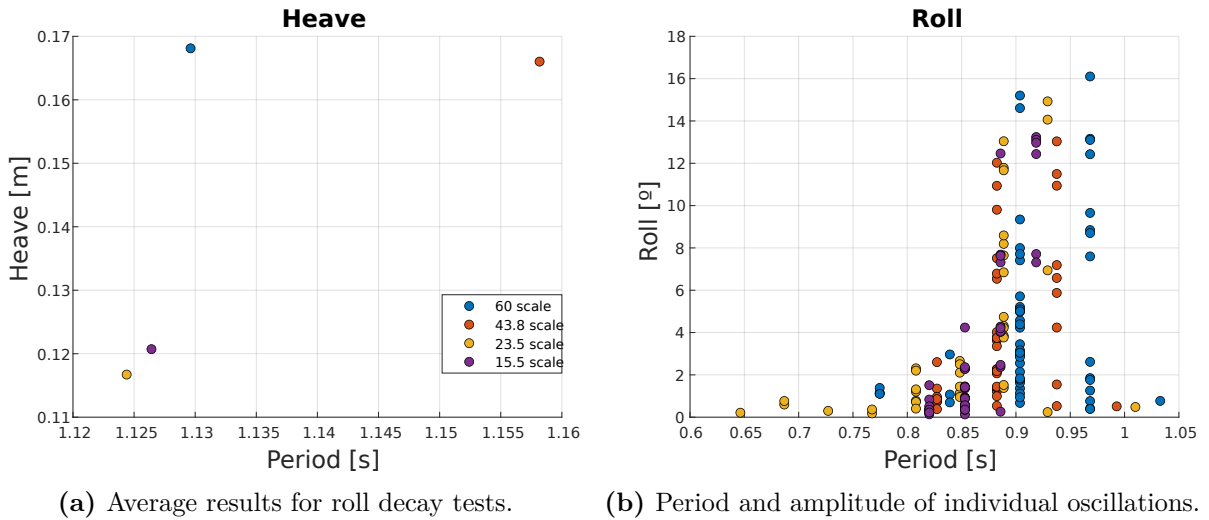 Heave
0.17
0.16
0.15
0.14
0.13
0.12
0.11
Heave [m]
1.12 1.125 1.13 1.135 1.14 1.145 1.15 1.155 1.16
Period [s]
60 scale
43.8 scale
23.5 scale
15.5 scale
(a) Average results for roll decay tests.
Roll
18
16
14
12
10
8
6
4
2
0
Roll [º]
0.6 0.65 0.7 0.75 0.8 0.85 0.9 0.95 1 1.05
Period [s]
(b) Period and amplitude of individual oscillations.